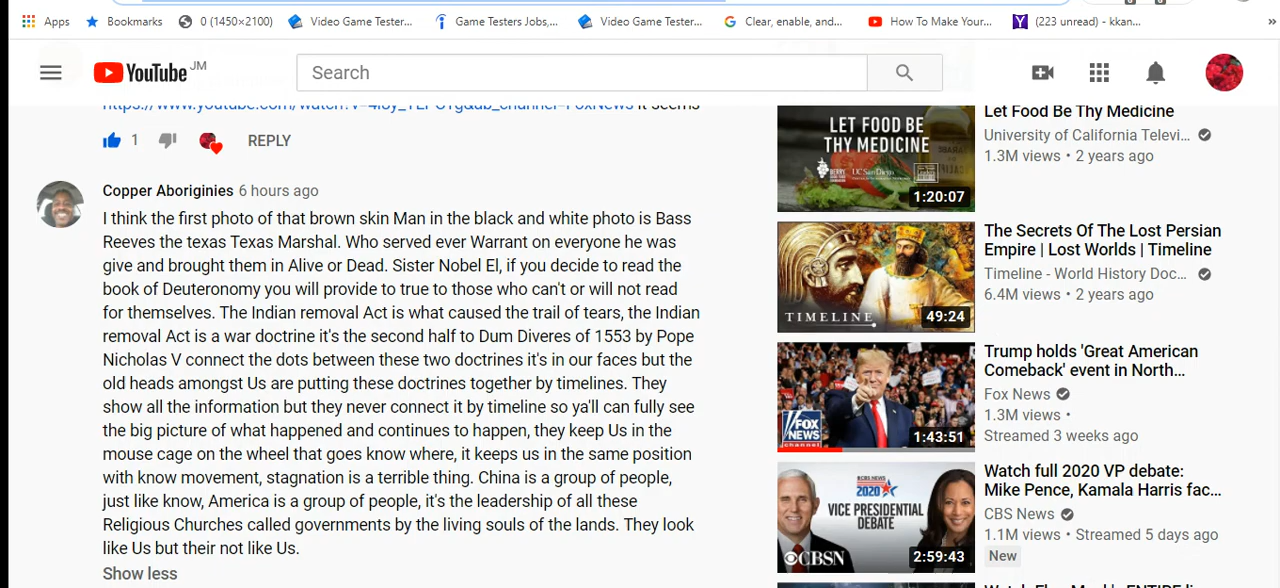 Apps
Bookmarks
0 (1450×2100)
Video Game Tester...
Game Testers Jobs,...
Video Game Tester...
Clear, enable, and...
How To Make Your...
(223 unread) - kkan...
»
YouTube JM
Search
it seems
1
REPLY
Copper Aboriginies 6 hours ago
I think the first photo of that brown skin Man in the black and white photo is Bass
Reeves the texas Texas Marshal. Who served ever Warrant on everyone he was
give and brought them in Alive or Dead. Sister Nobel El, if you decide to read the
book of Deuteronomy you will provide to true to those who can't or will not read
for themselves. The Indian removal Act is what caused the trail of tears, the Indian
removal Act is a war doctrine it's the second half to Dum Diveres of 1553 by Pope
Nicholas V connect the dots between these two doctrines it's in our faces but the
old heads amongst Us are putting these doctrines together by timelines. They
show all the information but they never connect it by timeline so ya'll can fully see
the big picture of what happened and continues to happen, they keep Us in the
mouse cage on the wheel that goes know where, it keeps us in the same position
with know movement, stagnation is a terrible thing. China is a group of people,
just like know, America is a group of people, it's the leadership of all these
Religious Churches called governments by the living souls of the lands. They look
like Us but their not like Us.
Show less
LET FOOD BE
THY MEDICINE
UC San Diego
1:20:07
Let Food Be Thy Medicine
University of California Televi...
1.3M views • 2 years ago
TIMELINE
49:24
The Secrets Of The Lost Persian
Empire | Lost Worlds | Timeline
Timeline - World History Doc...
6.4M views • 2 years ago
FOX
NEWS
channel
1:43:51
Trump holds 'Great American
Comeback' event in North...
Fox News
1.3M views •
Streamed 3 weeks ago
CBS NEWS
2020
VICE PRESIDENTIAL
DEBATE
CBSN
2:59:43
Watch full 2020 VP debate:
Mike Pence, Kamala Harris fac...
CBS News
1.1M views • Streamed 5 days ago
New